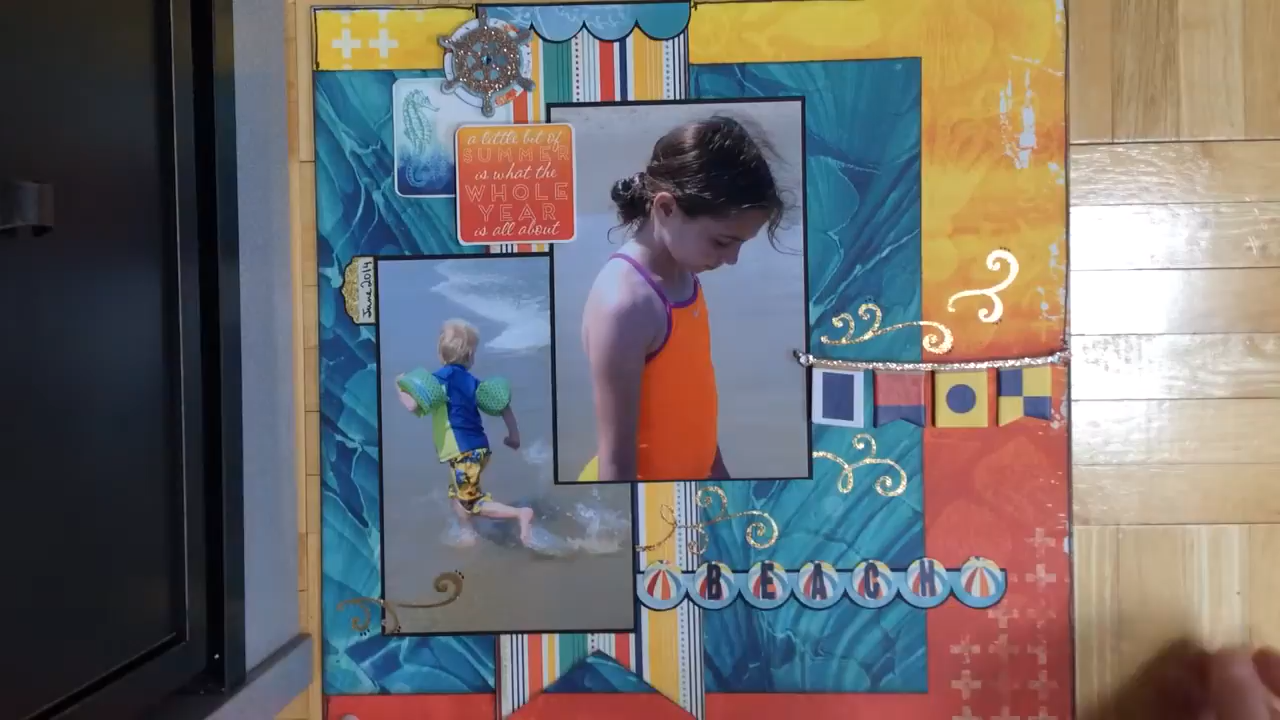 a little bit of
SUMMER
is what the
WHOLE
YEAR
is all about
June 2014
BEACH